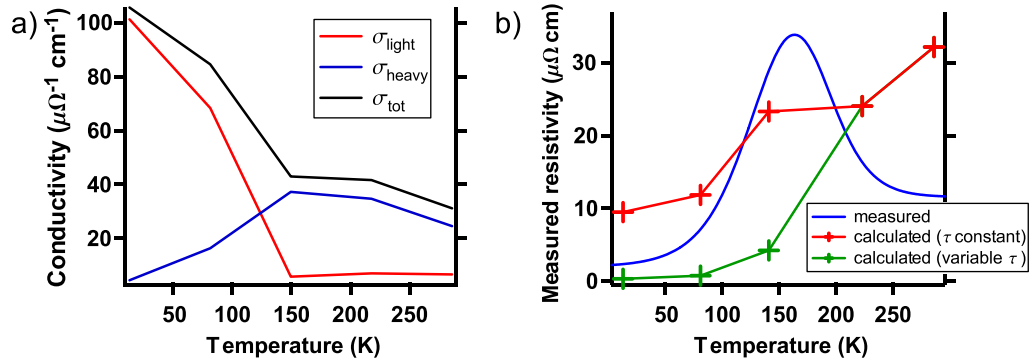 a)
Conductivity (μΩ⁻¹ cm⁻¹)
100
80
60
40
20
σlight
σheavy
σtot
50 100 150 200 250
Temperature (K)
b)
Measured resistivity (μΩ cm)
30
20
10
0
measured
calculated (τ constant)
calculated (variable τ)
50 100 150 200 250
Temperature (K)